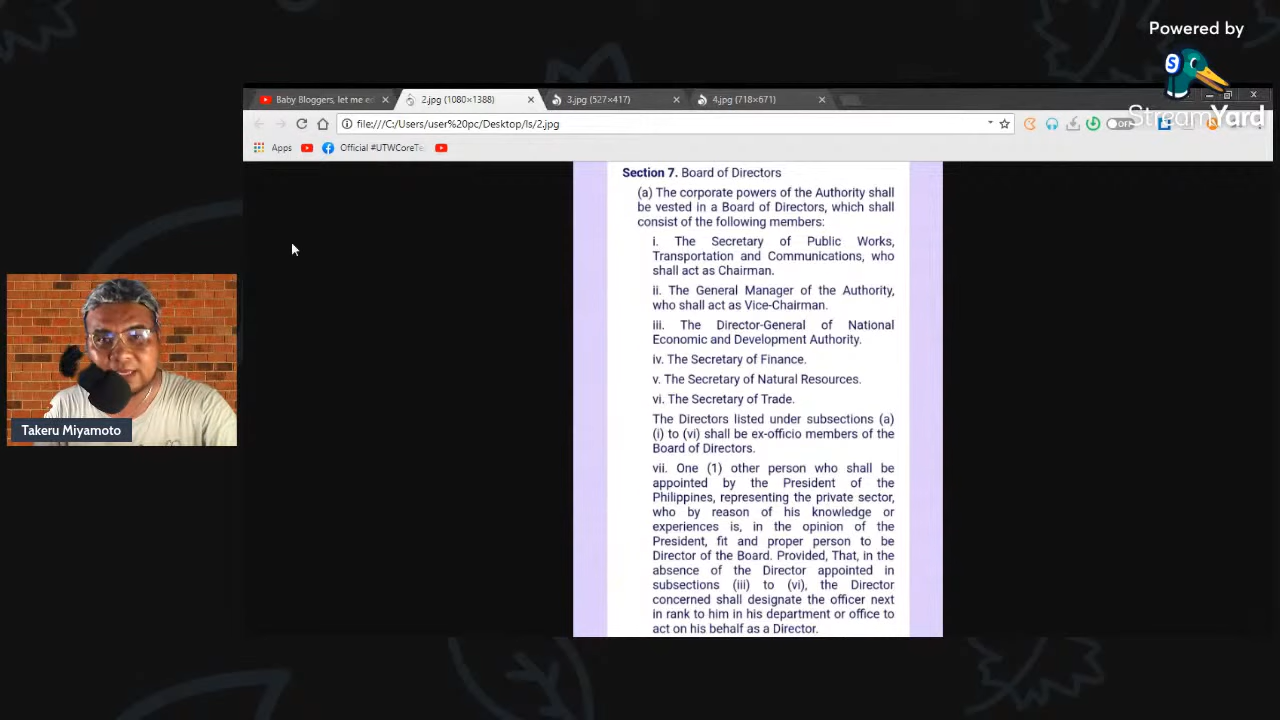 Powered by
StreamYard
Baby Bloggers, let me e
2.jpg (1080×1388)
3.jpg (527×417)
4.jpg (718×671)
file:///C:/Users/user%20pc/Desktop/ls/2.jpg
OFF
Apps
Official #UTWCoreTe
Section 7. Board of Directors
(a) The corporate powers of the Authority shall
be vested in a Board of Directors, which shall
consist of the following members:
i. The Secretary of Public Works,
Transportation and Communications, who
shall act as Chairman.
ii. The General Manager of the Authority,
who shall act as Vice-Chairman.
iii. The Director-General of National
Economic and Development Authority.
iv. The Secretary of Finance.
v. The Secretary of Natural Resources.
vi. The Secretary of Trade.
The Directors listed under subsections (a)
(i) to (vi) shall be ex-officio members of the
Board of Directors.
vii. One (1) other person who shall be
appointed by the President of the
Philippines, representing the private sector,
who by reason of his knowledge or
experiences is, in the opinion of the
President, fit and proper person to be
Director of the Board. Provided, That, in the
absence of the Director appointed in
subsections (iii) to (vi), the Director
concerned shall designate the officer next
in rank to him in his department or office to
act on his behalf as a Director.
Takeru Miyamoto